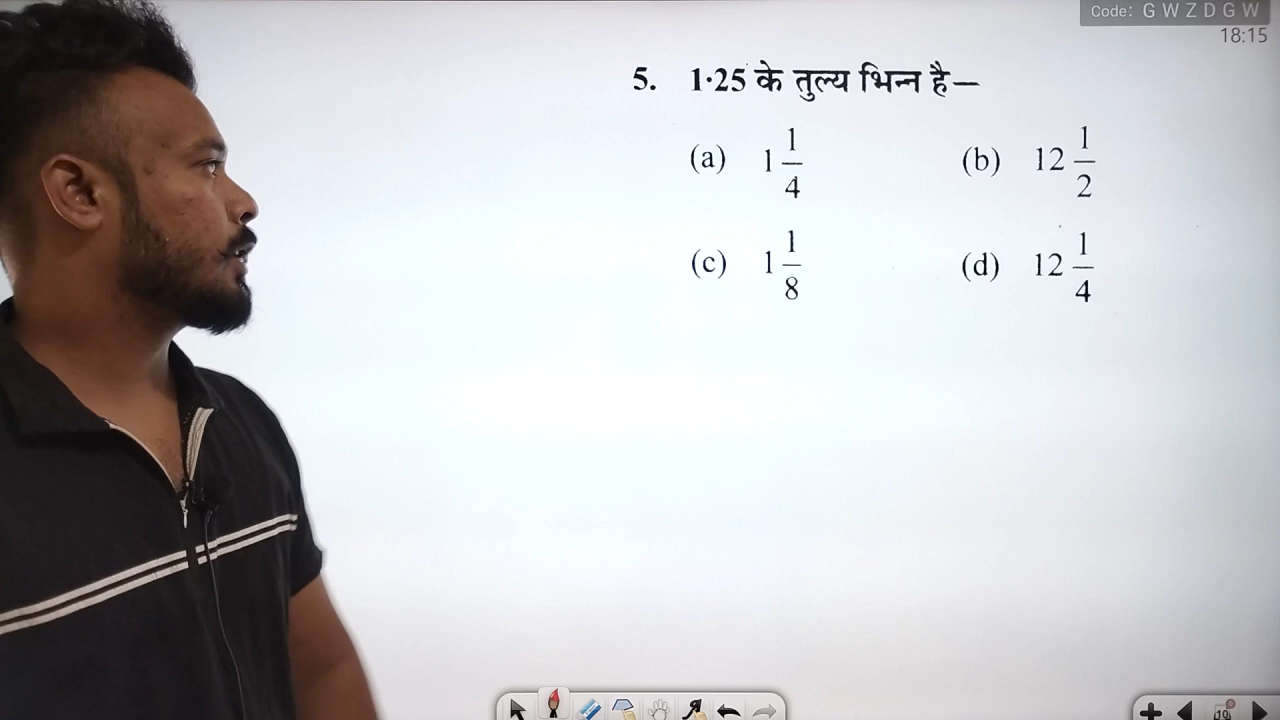 Code: G W Z D G W
18:15
5. 1·25 के तुल्य भिन्न है—
(a) 1 1/4 (b) 12 1/2
(c) 1 1/8 (d) 12 1/4